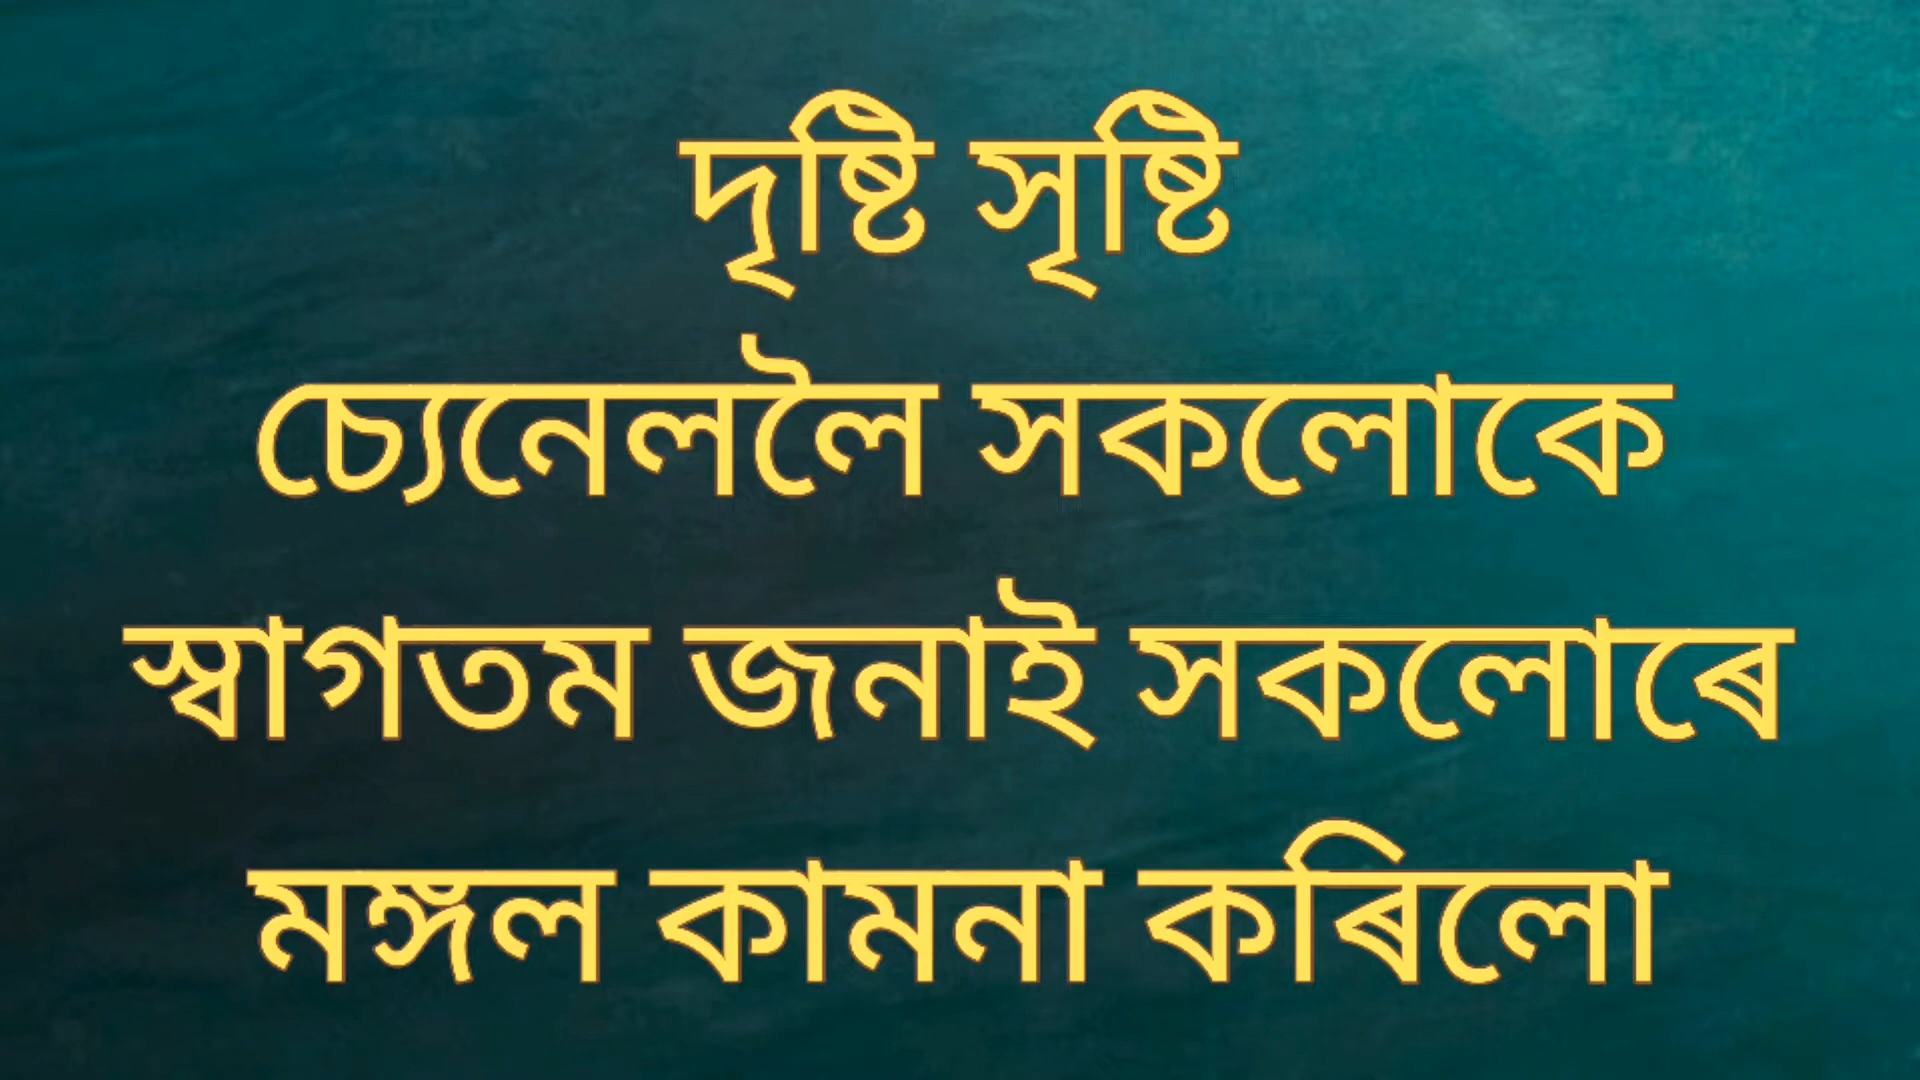 দৃষ্টি সৃষ্টি
চ্যেনেললৈ সকলোকে
স্বাগতম জনাই সকলোৰে
মঙ্গল কামনা কৰিলো